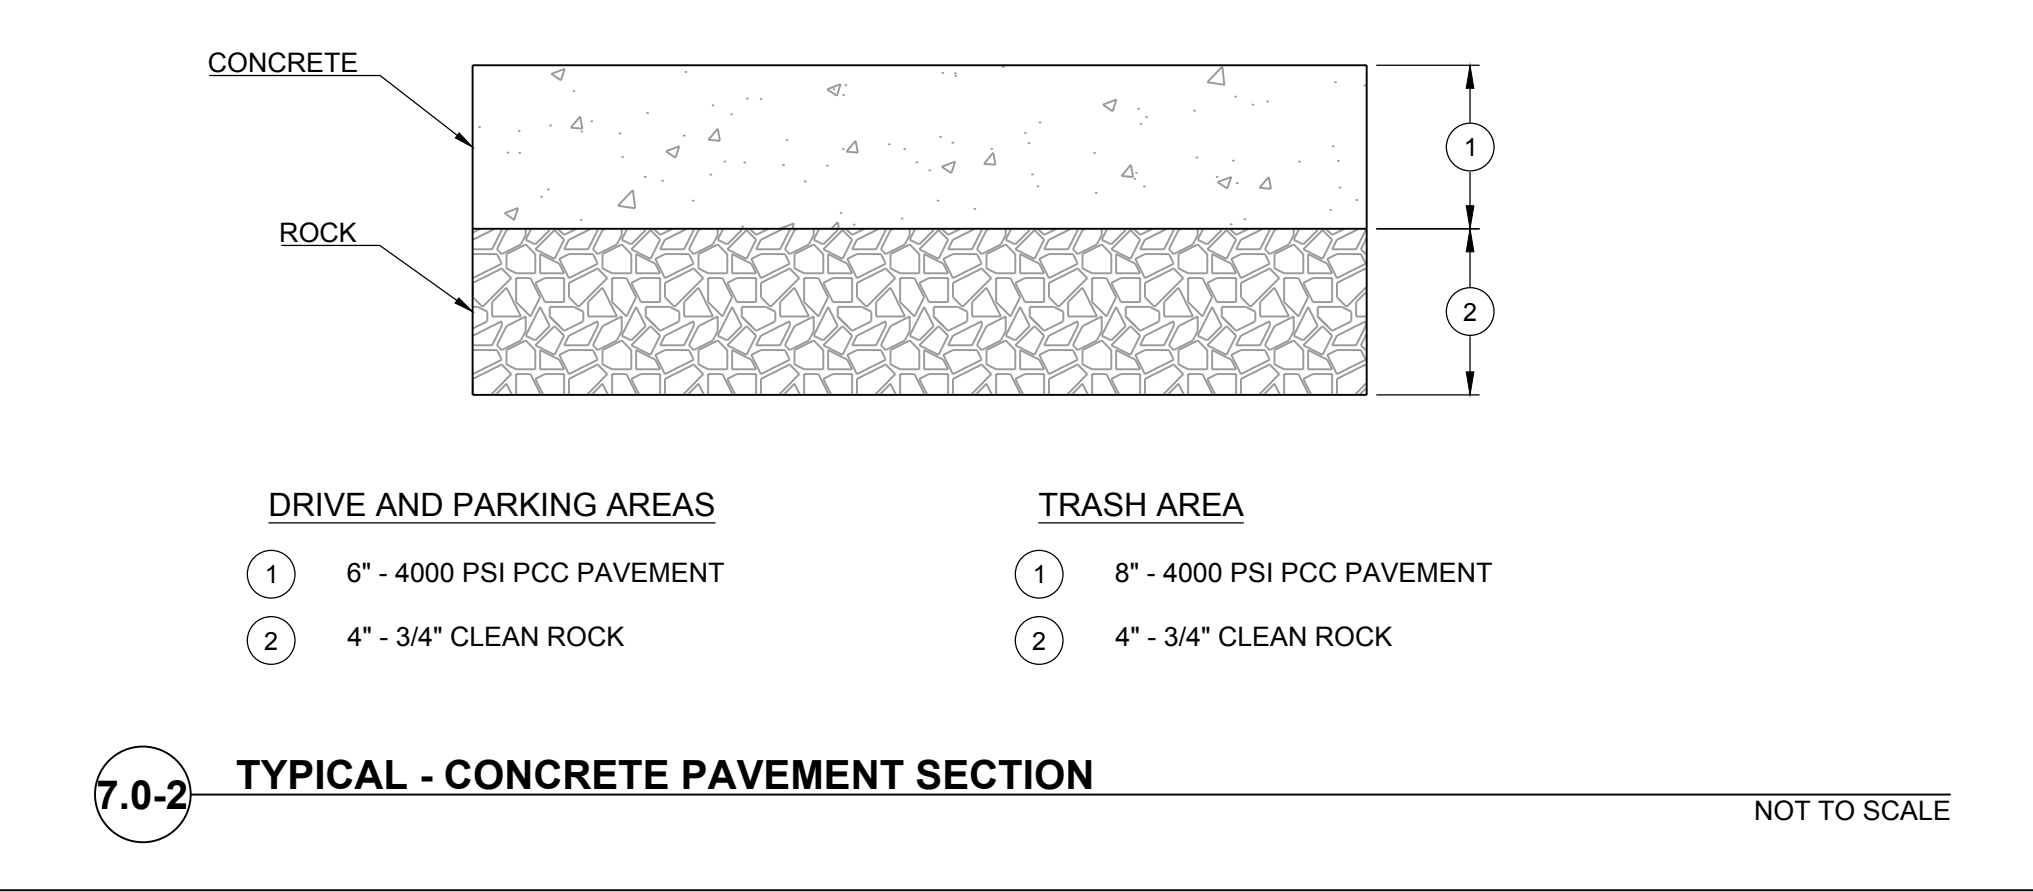 CONCRETE
1
ROCK
2
DRIVE AND PARKING AREAS
1 6" - 4000 PSI PCC PAVEMENT
2 4" - 3/4" CLEAN ROCK
TRASH AREA
1 8" - 4000 PSI PCC PAVEMENT
2 4" - 3/4" CLEAN ROCK
7.0-2 TYPICAL - CONCRETE PAVEMENT SECTION
NOT TO SCALE